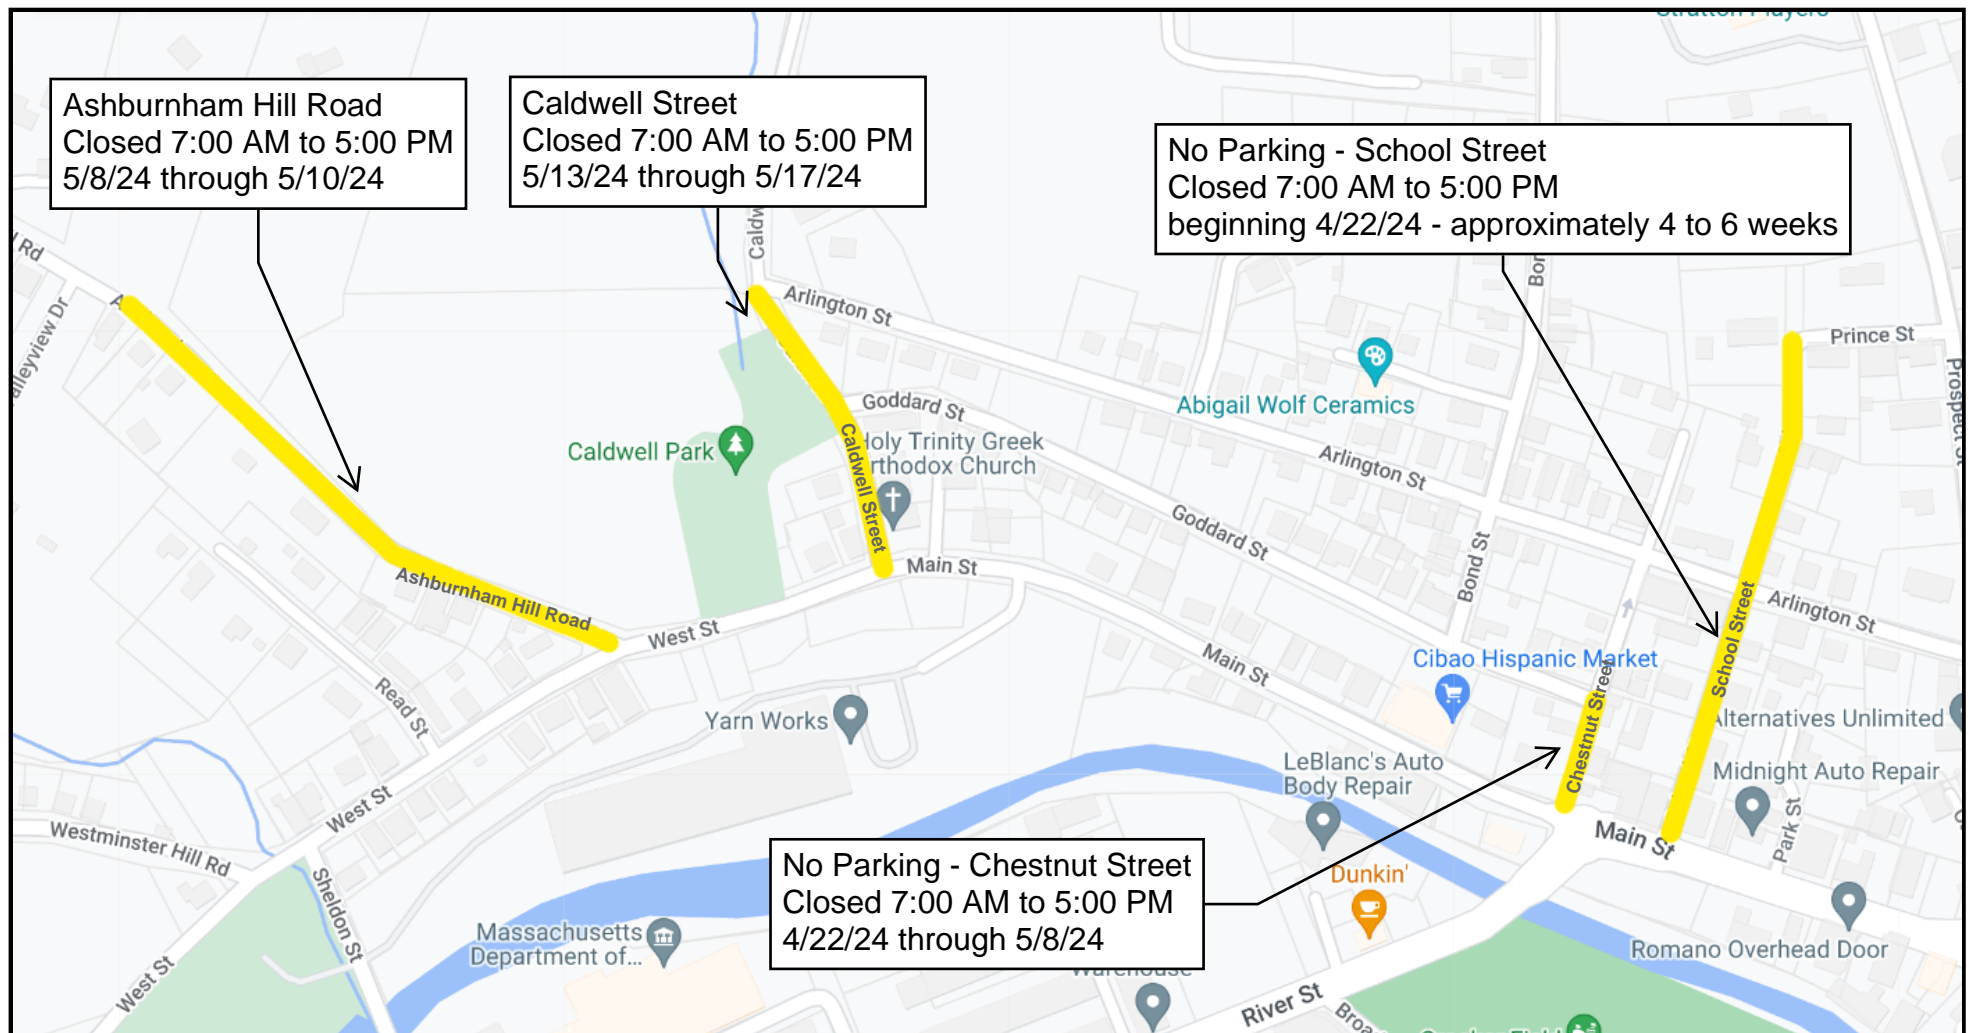 Stratton Players
Ashburnham Hill Road
Closed 7:00 AM to 5:00 PM
5/8/24 through 5/10/24
Caldwell Street
Closed 7:00 AM to 5:00 PM
5/13/24 through 5/17/24
No Parking - School Street
Closed 7:00 AM to 5:00 PM
beginning 4/22/24 - approximately 4 to 6 weeks
Rd
Arlington St
Prince St
Prospect St
Abigail Wolf Ceramics
Goddard St
Caldwell Park
Holy Trinity Greek
Orthodox Church
Caldwell Street
Arlington St
Goddard St
Bond St
Main St
Ashburnham Hill Road
West St
Arlington St
School Street
Main St
Cibao Hispanic Market
Chestnut Street
Read St
Yarn Works
Alternatives Unlimited
LeBlanc's Auto
Body Repair
Midnight Auto Repair
West St
Westminster Hill Rd
Main St
Park St
No Parking - Chestnut Street
Closed 7:00 AM to 5:00 PM
4/22/24 through 5/8/24
Dunkin'
Sheldon St
Massachusetts
Department of...
Romano Overhead Door
Warehouse
West St
River St